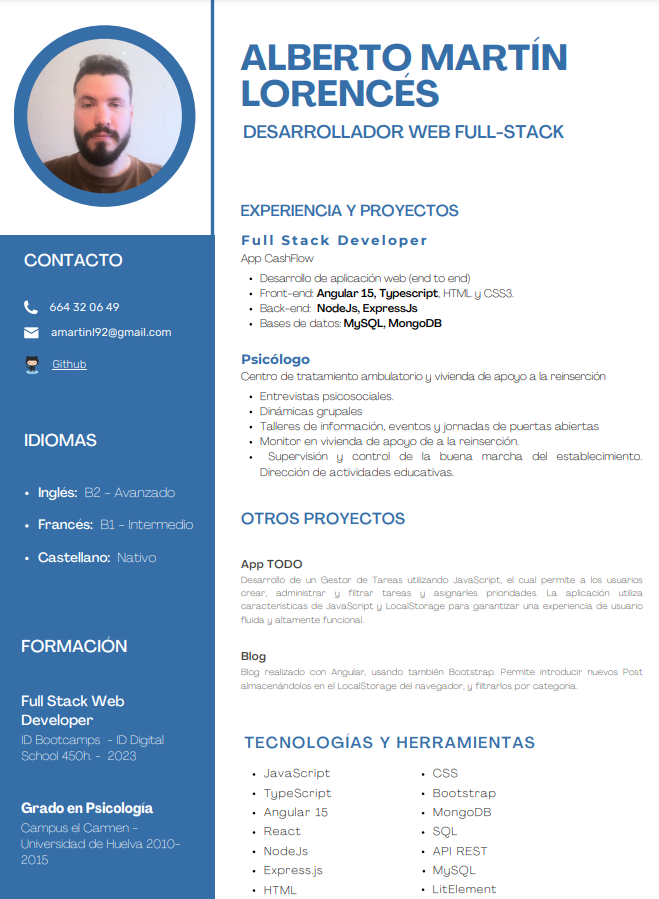 ALBERTO MARTÍN
LORENCÉS
DESARROLLADOR WEB FULL-STACK
CONTACTO
664 32 06 49
amartinl92@gmail.com
Github
IDIOMAS
• Inglés: B2 - Avanzado
• Francés: B1 - Intermedio
• Castellano: Nativo
FORMACIÓN
Full Stack Web
Developer
ID Bootcamps - ID Digital
School 450h. - 2023
Grado en Psicología
Campus el Carmen -
Universidad de Huelva 2010-
2015
EXPERIENCIA Y PROYECTOS
Full Stack Developer
App CashFlow
• Desarrollo de aplicación web (end to end)
• Front-end: Angular 15, Typescript, HTML y CSS3.
• Back-end: NodeJs, ExpressJs
• Bases de datos: MySQL, MongoDB
Psicólogo
Centro de tratamiento ambulatorio y vivienda de apoyo a la reinserción
• Entrevistas psicosociales.
• Dinámicas grupales
• Talleres de información, eventos y jornadas de puertas abiertas
• Monitor en vivienda de apoyo de a la reinserción.
• Supervisión y control de la buena marcha del establecimiento.
Dirección de actividades educativas.
OTROS PROYECTOS
App TODO
Desarrollo de un Gestor de Tareas utilizando JavaScript, el cual permite a los usuarios
crear, administrar y filtrar tareas y asignarles prioridades. La aplicación utiliza
características de JavaScript y LocalStorage para garantizar una experiencia de usuario
fluida y altamente funcional.
Blog
Blog realizado con Angular, usando también Bootstrap. Permite introducir nuevos Post
almacenándolos en el LocalStorage del navegador, y filtrarlos por categoria.
TECNOLOGÍAS Y HERRAMIENTAS
• JavaScript
• TypeScript
• Angular 15
• React
• NodeJs
• Express.js
• HTML
• CSS
• Bootstrap
• MongoDB
• SQL
• API REST
• MySQL
• LitElement